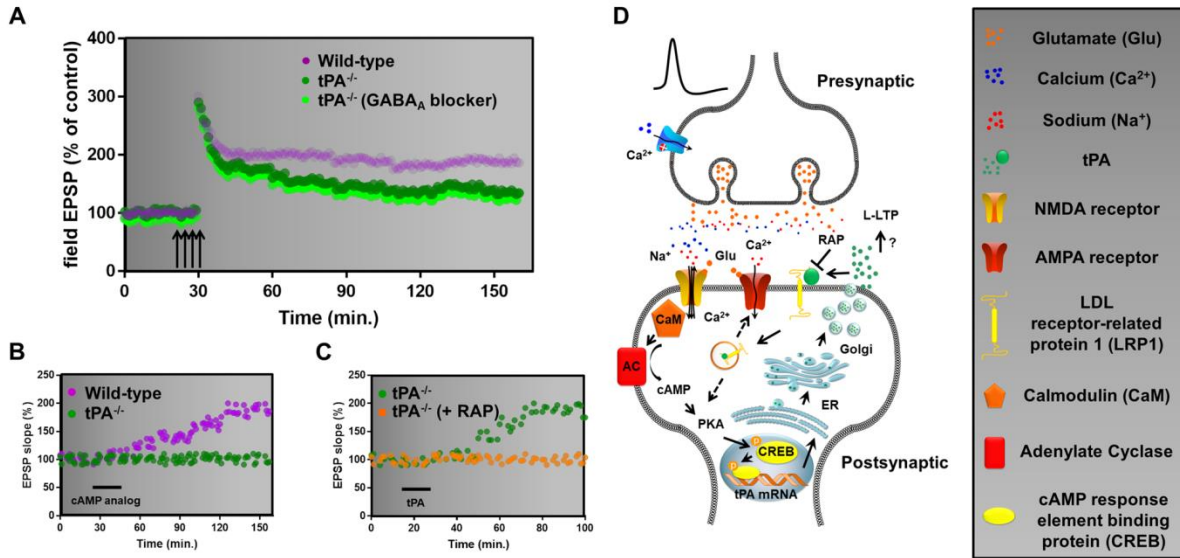 A
400
300
200
100
0
field EPSP (% of control)
Wild-type
tPA-/-
tPA-/- (GABAA blocker)
0 30 60 90 120 150
Time (min.)
B
250
200
150
100
50
0
EPSP slope (%)
Wild-type
tPA-/-
cAMP analog
0 30 60 90 120 150
Time (min.)
C
250
200
150
100
50
0
EPSP slope (%)
tPA-/-
tPA-/- (+ RAP)
tPA
0 20 40 60 80 100
Time (min.)
D
Presynaptic
Ca2+
L-LTP
?
RAP
Na+
Glu
Ca2+
CaM
Ca2+
AC
cAMP
Golgi
ER
PKA
P
CREB
P
tPA mRNA
Postsynaptic
Glutamate (Glu)
Calcium (Ca2+)
Sodium (Na+)
tPA
NMDA receptor
AMPA receptor
LDL
receptor-related
protein 1 (LRP1)
Calmodulin (CaM)
Adenylate Cyclase
cAMP response
element binding
protein (CREB)